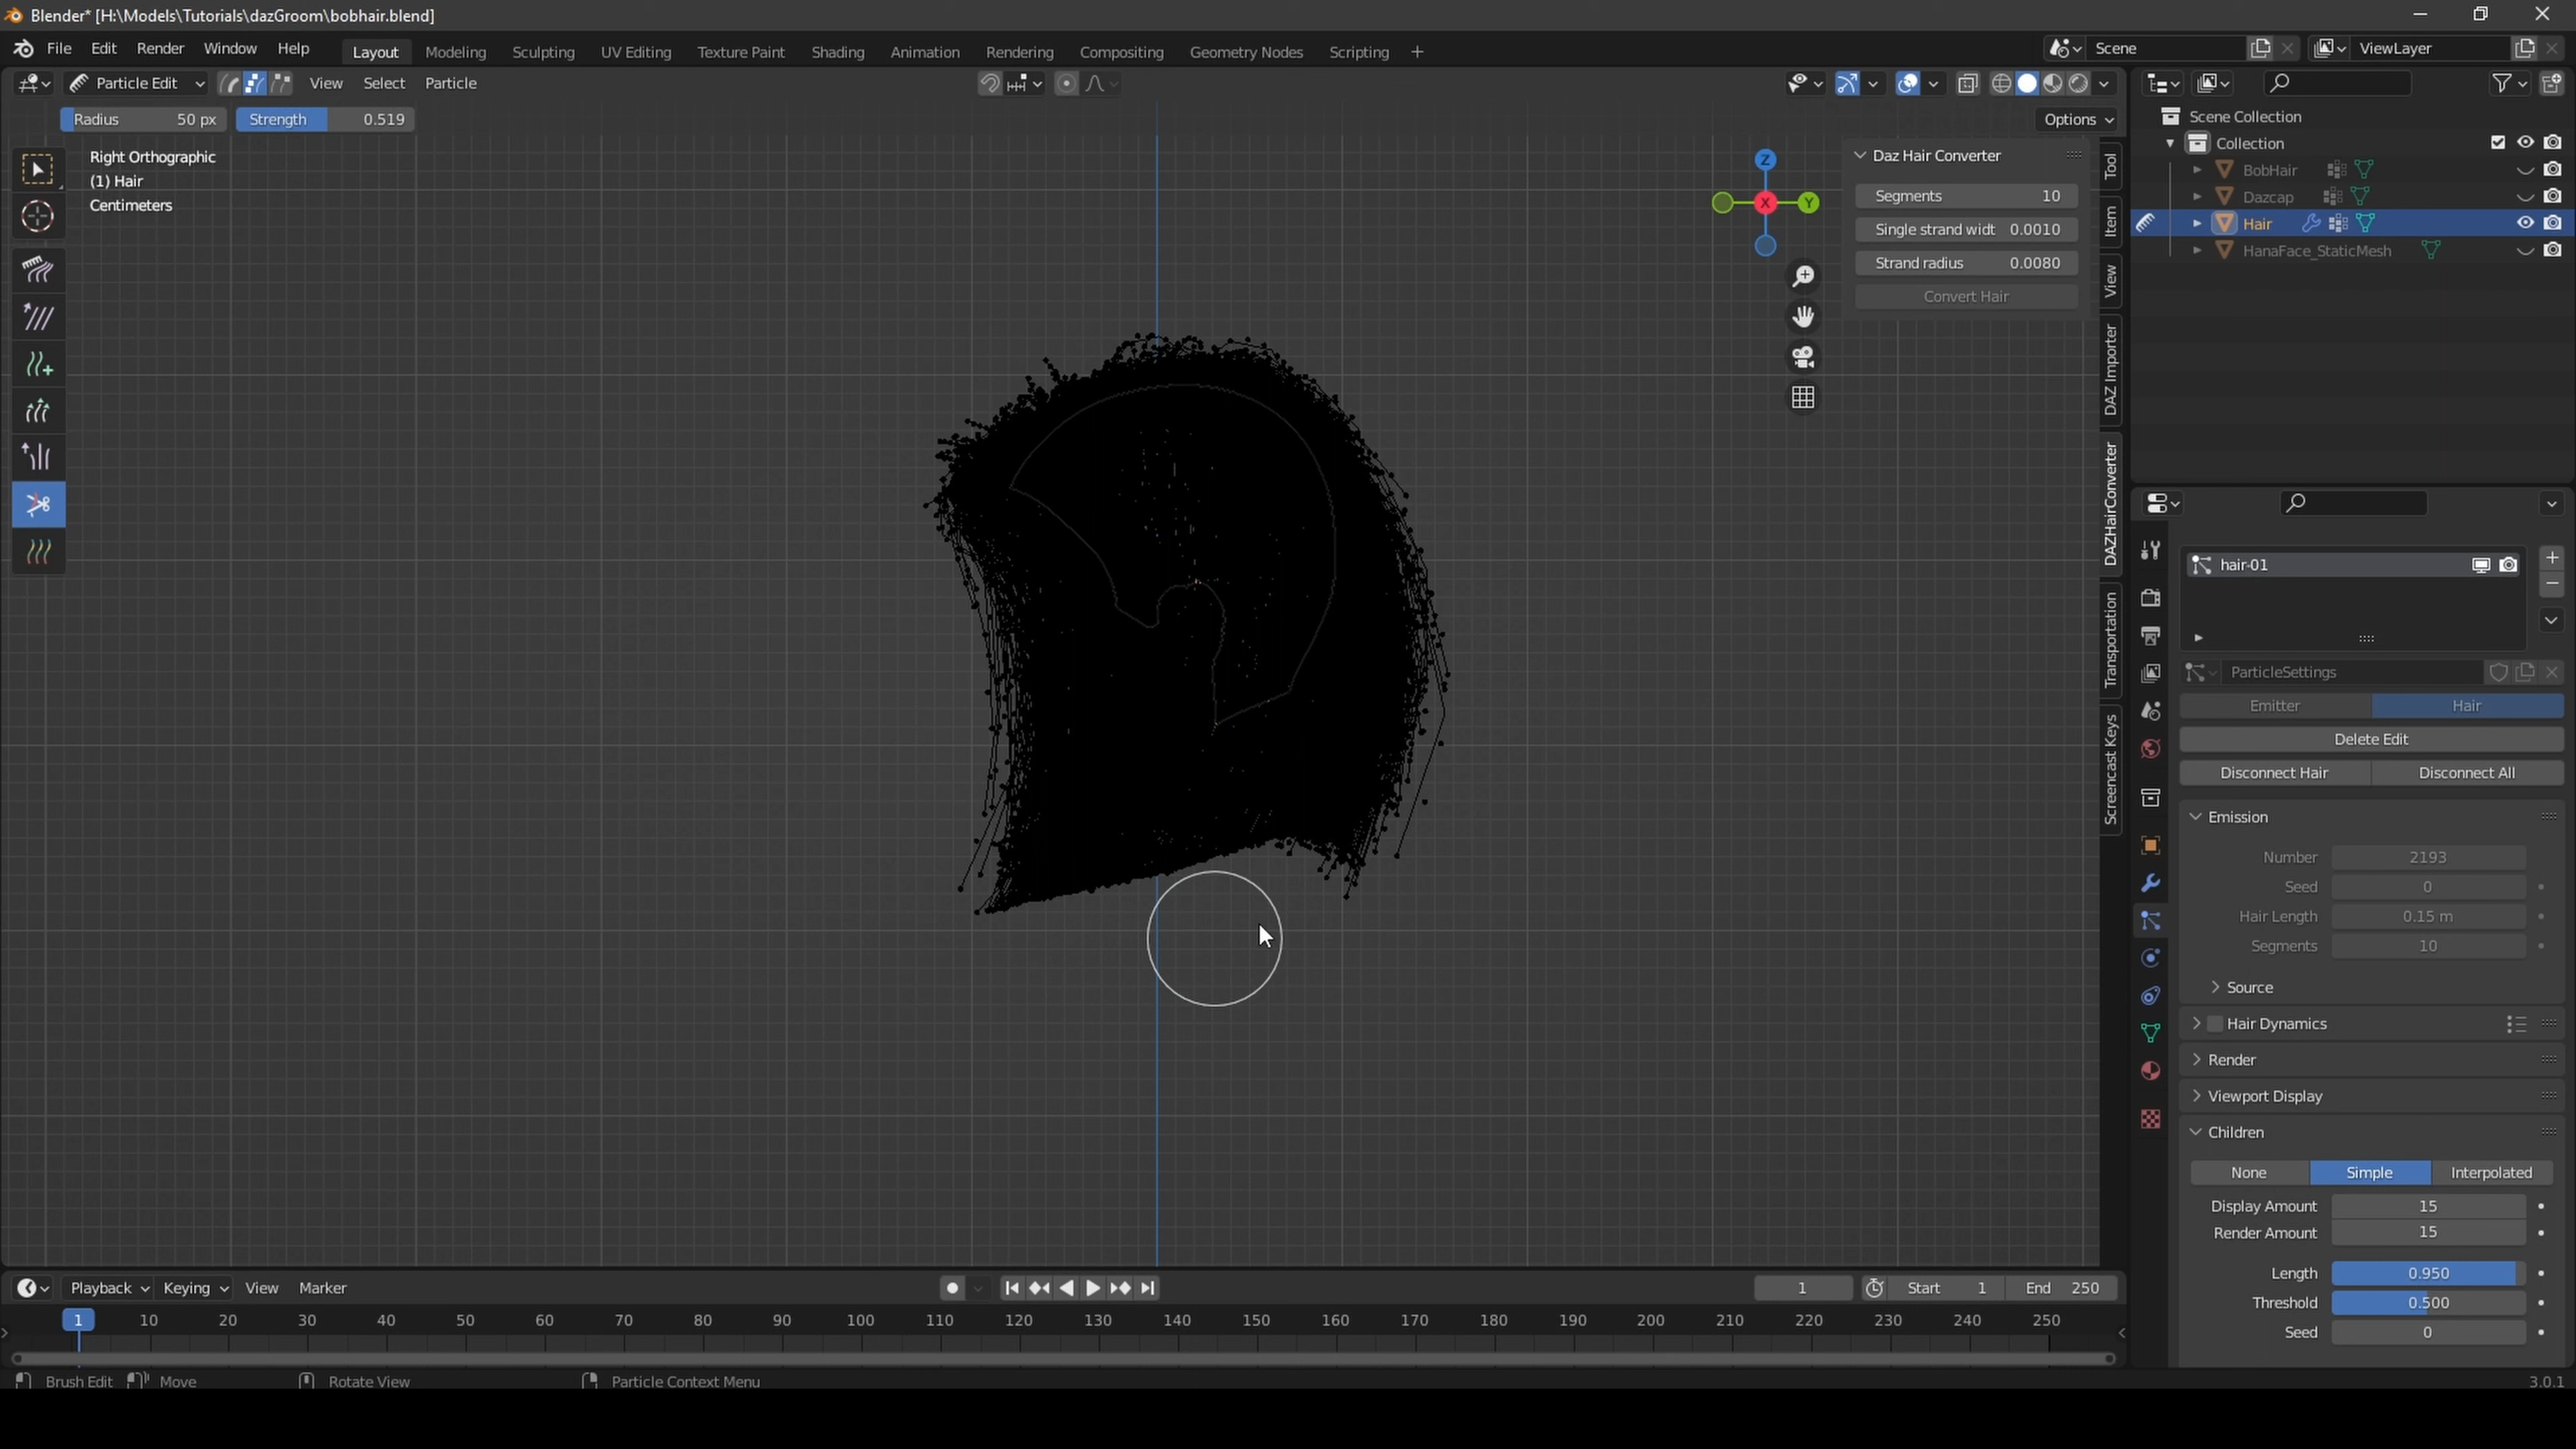 Blender* [H:\Models\Tutorials\dazGroom\bobhair.blend]
File Edit Render Window Help Layout Modeling Sculpting UV Editing Texture Paint Shading Animation Rendering Compositing Geometry Nodes Scripting + Scene ViewLayer
Particle Edit View Select Particle
Radius 50 px Strength 0.519 Options
Right Orthographic
(1) Hair
Centimeters
Z
X
Y
Daz Hair Converter
Segments 10
Single strand widt 0.0010
Strand radius 0.0080
Convert Hair
Tool
Item
View
DAZ Importer
DAZHairConverter
Transportation
Screencast Keys
Scene Collection
Collection
BobHair
Dazcap
Hair
HanaFace_StaticMesh
hair-01
ParticleSettings
Emitter Hair
Delete Edit
Disconnect Hair Disconnect All
Emission
Number 2193
Seed 0
Hair Length 0.15 m
Segments 10
Source
Hair Dynamics
Render
Viewport Display
Children
None Simple Interpolated
Display Amount 15
Render Amount 15
Length 0.950
Threshold 0.500
Seed 0
Playback Keying View Marker 1 Start 1 End 250
1 10 20 30 40 50 60 70 80 90 100 110 120 130 140 150 160 170 180 190 200 210 220 230 240 250
Brush Edit Move Rotate View Particle Context Menu 3.0.1